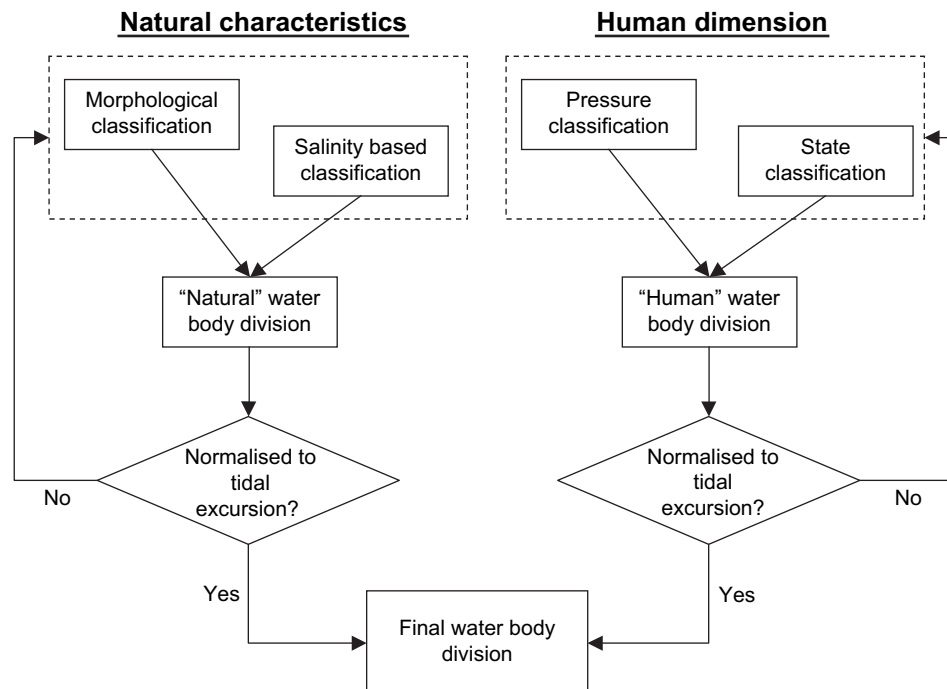 Natural characteristics
Morphological
classification
Salinity based
classification
“Natural” water
body division
Normalised to
tidal
excursion?
No
Yes
Human dimension
Pressure
classification
State
classification
“Human” water
body division
Normalised to
tidal
excursion?
No
Yes
Final water body
division